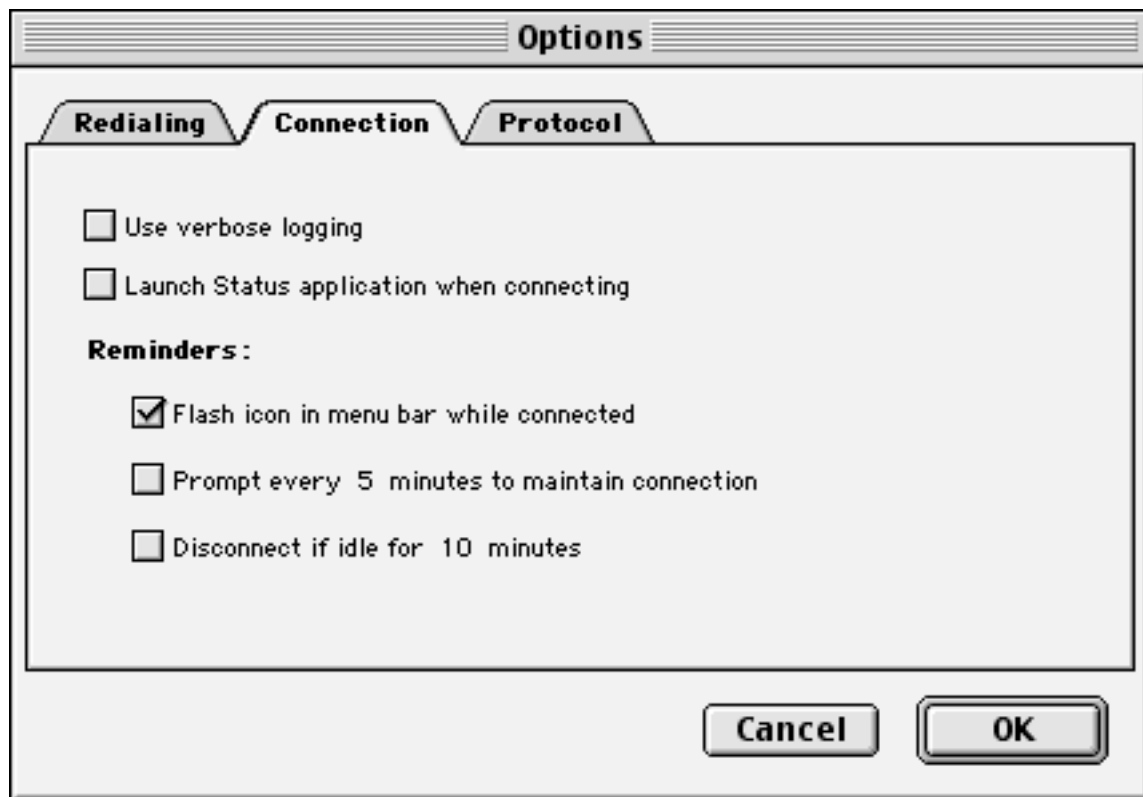 Options
Redialing Connection Protocol
Use verbose logging
Launch Status application when connecting
Reminders:
Flash icon in menu bar while connected
Prompt every 5 minutes to maintain connection
Disconnect if idle for 10 minutes
Cancel OK